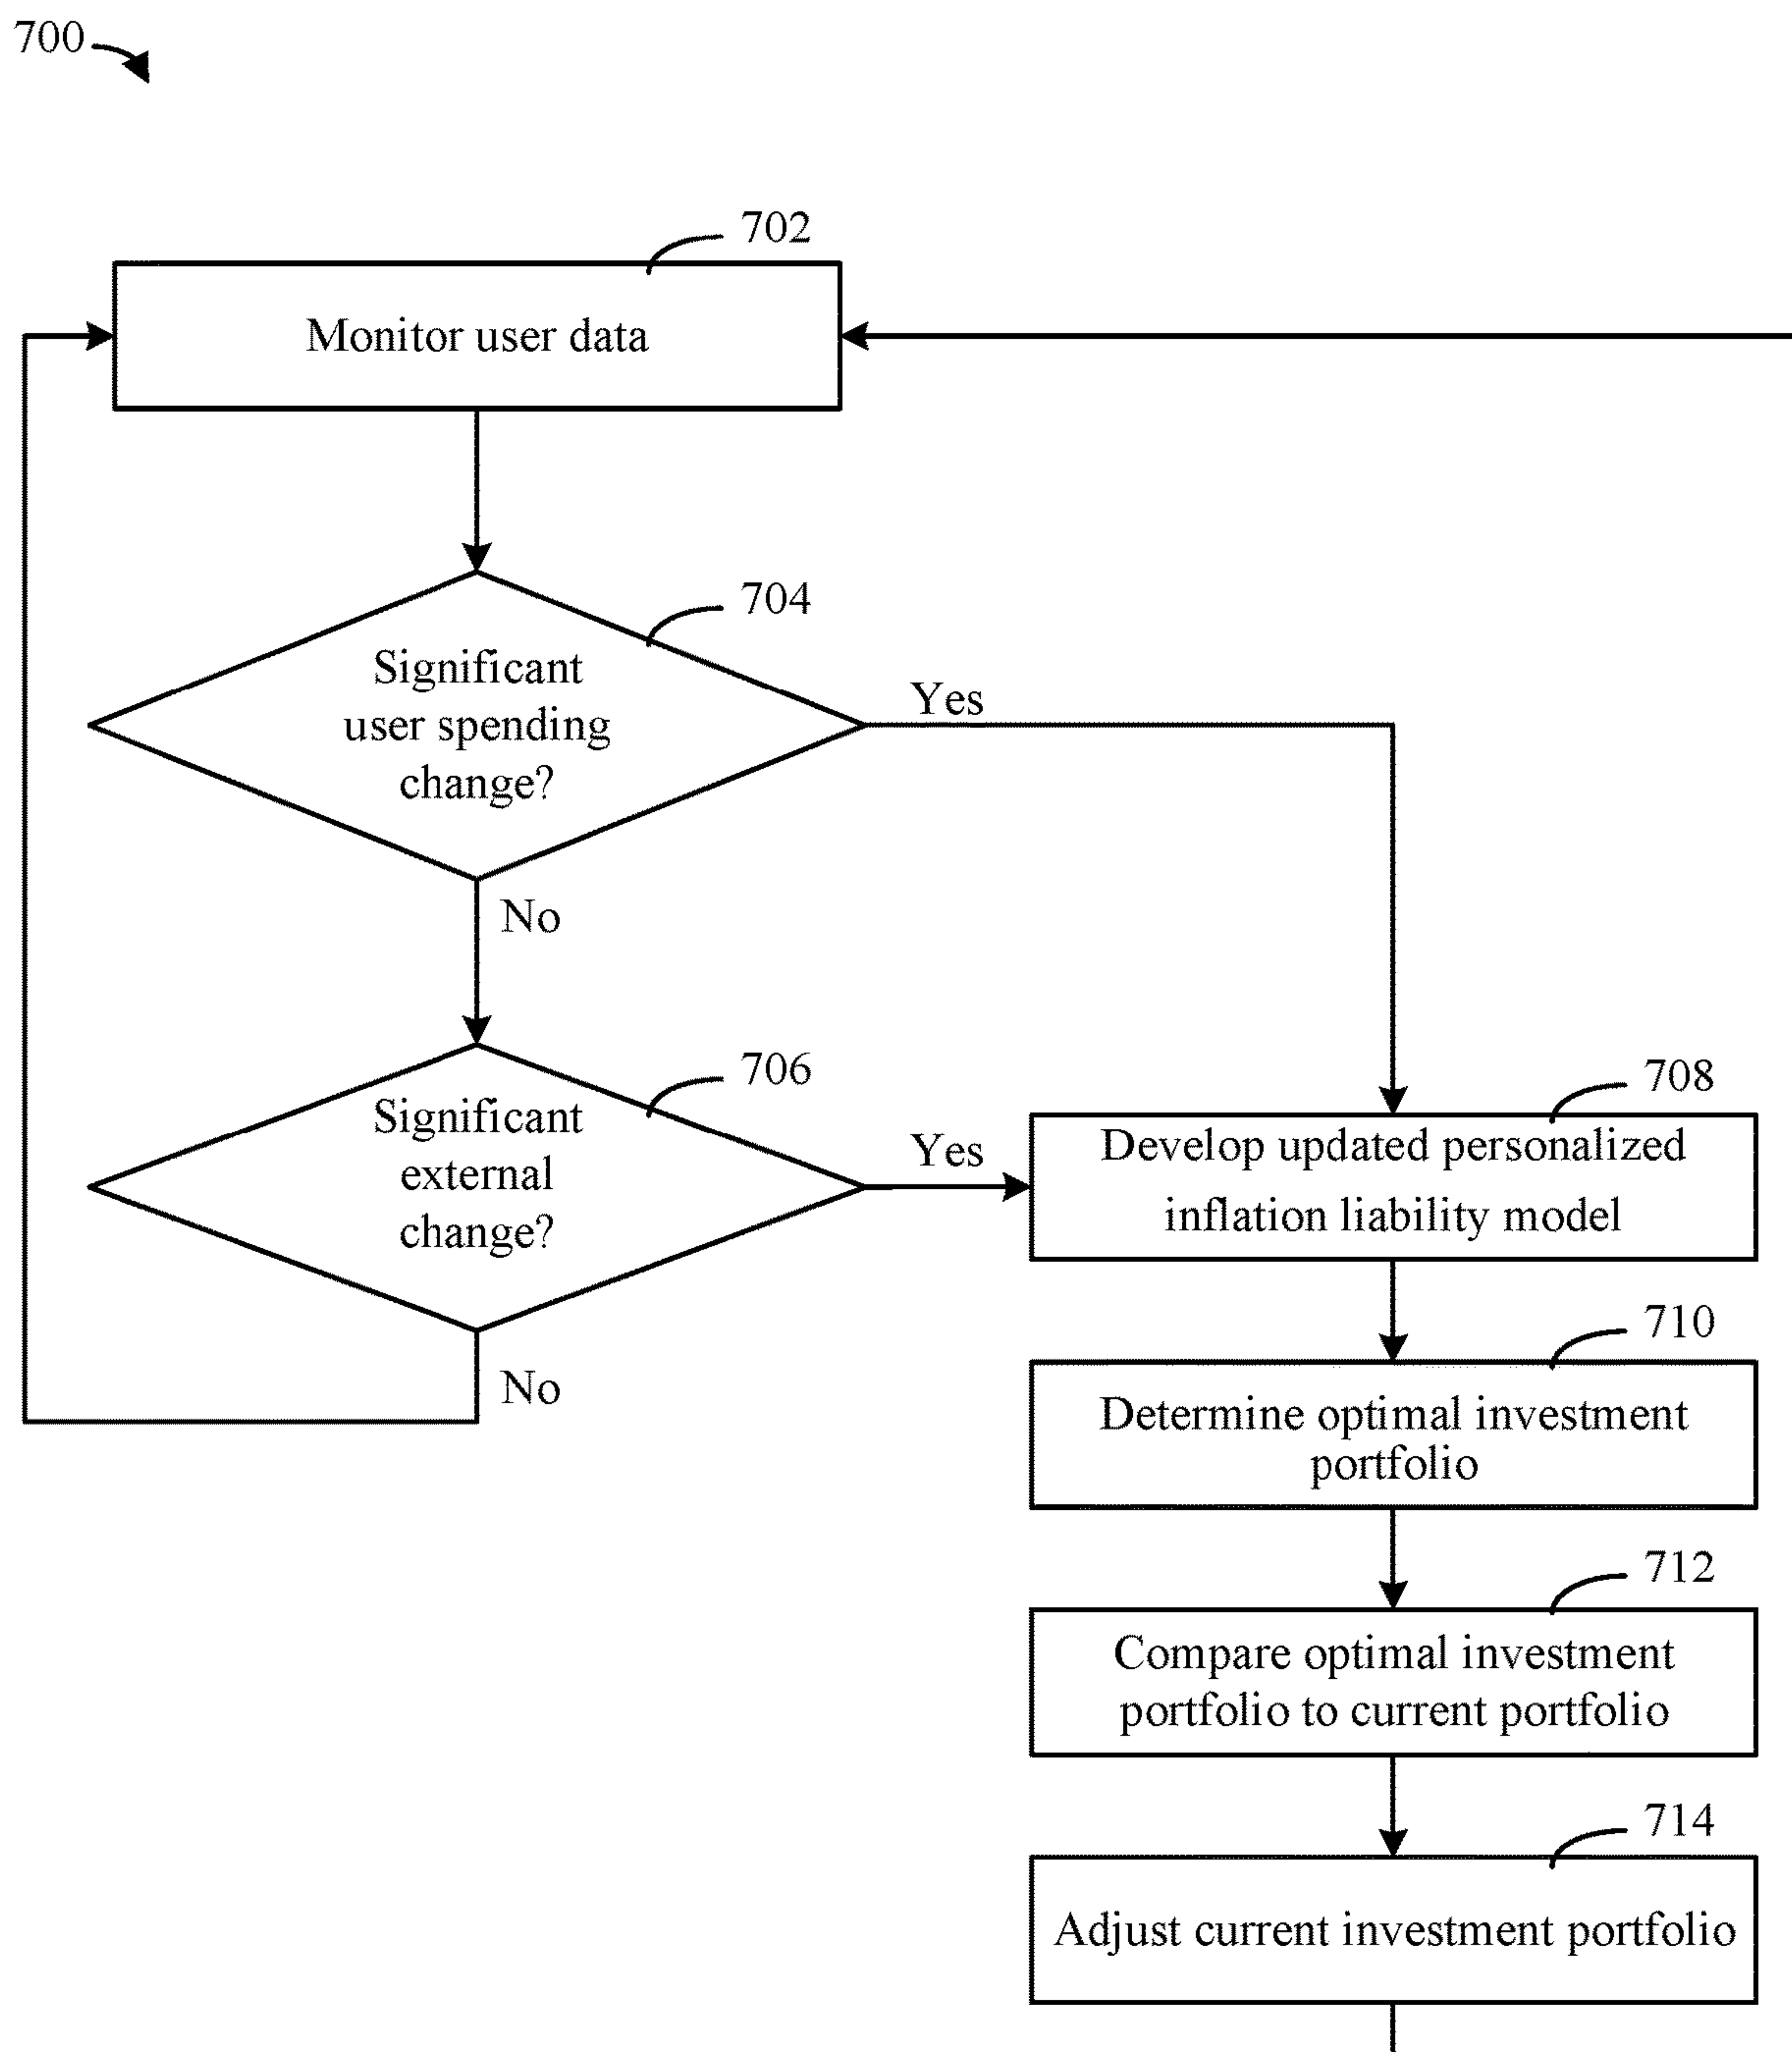 700
702
Monitor user data
704
Significant
user spending
change?
Yes
No
706
Significant
external
change?
Yes
No
708
Develop updated personalized
inflation liability model
710
Determine optimal investment
portfolio
712
Compare optimal investment
portfolio to current portfolio
714
Adjust current investment portfolio